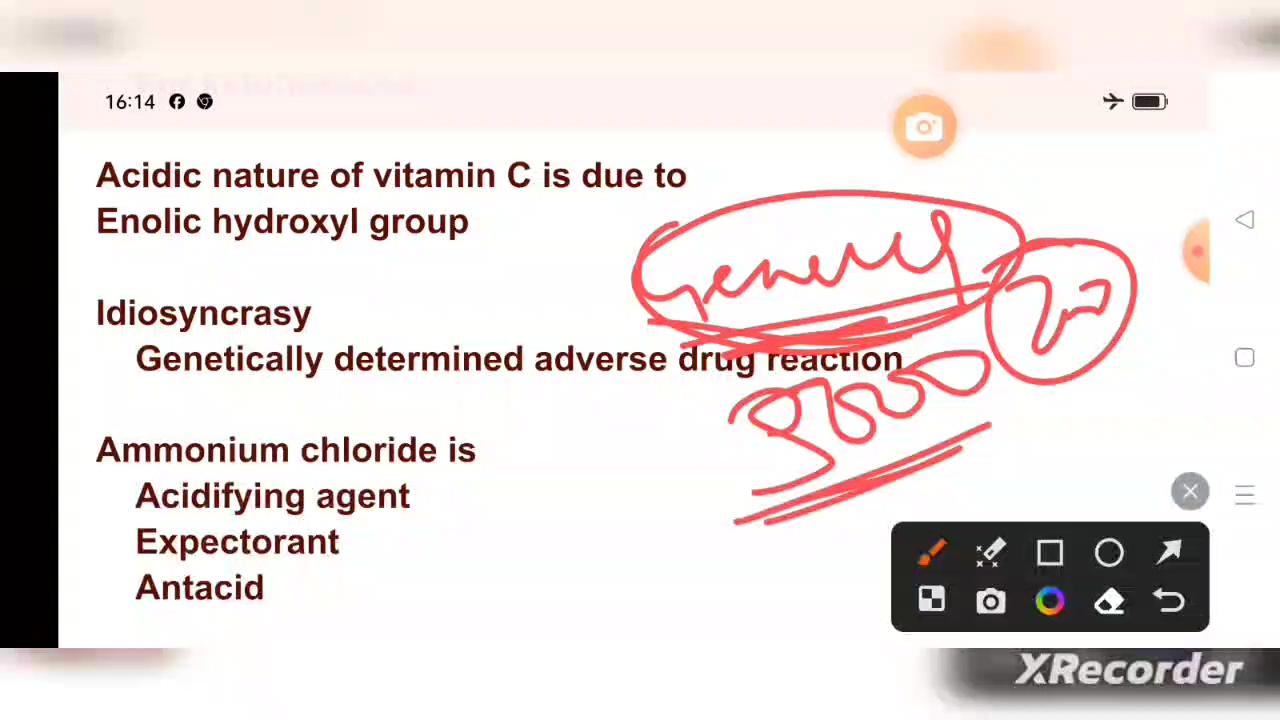 16:14
Acidic nature of vitamin C is due to
Enolic hydroxyl group
Idiosyncrasy
Genetically determined adverse drug reaction
Ammonium chloride is
Acidifying agent
Expectorant
Antacid
XRecorder